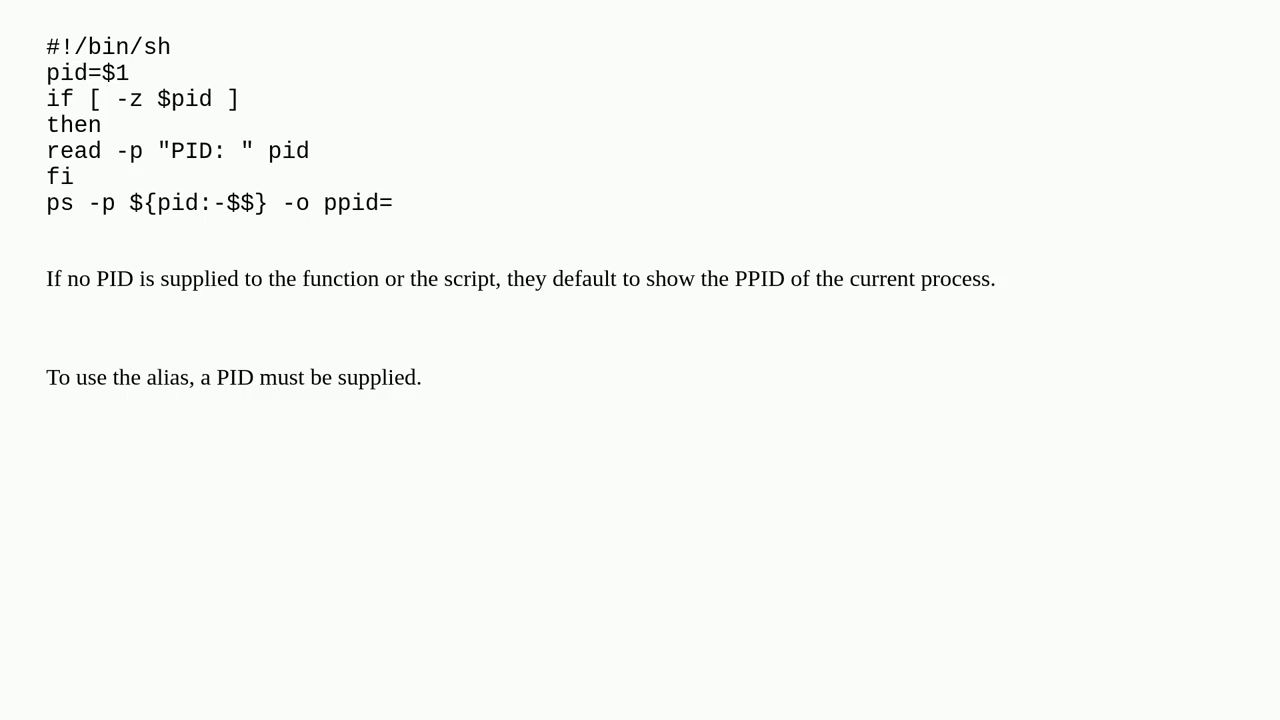 #!/bin/sh
pid=$1
if [ -z $pid ]
then
read -p "PID: " pid
fi
ps -p ${pid:-$$} -o ppid=
If no PID is supplied to the function or the script, they default to show the PPID of the current process.
To use the alias, a PID must be supplied.